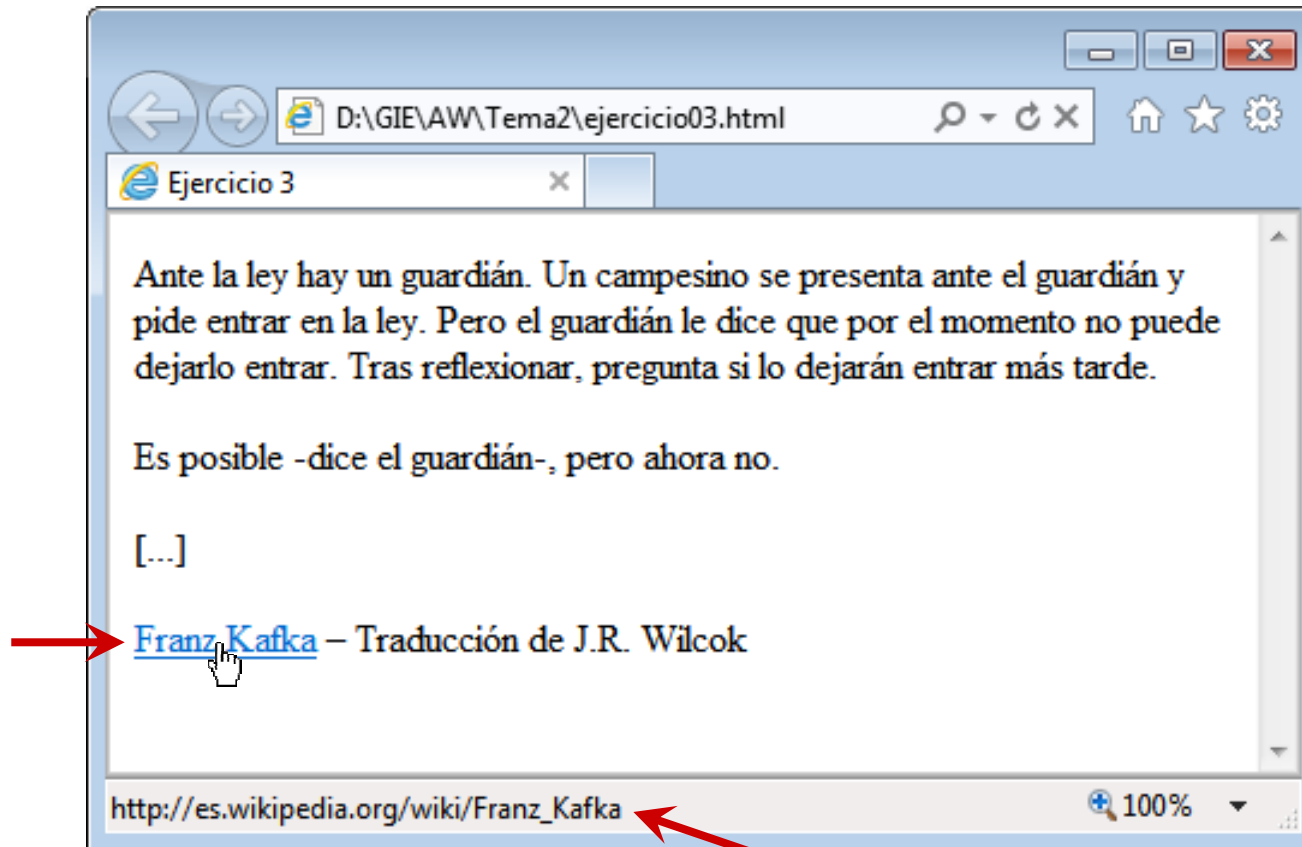 D:\GIE\AW\Tema2\ejercicio03.html
Ejercicio 3
Ante la ley hay un guardián. Un campesino se presenta ante el guardián y
pide entrar en la ley. Pero el guardián le dice que por el momento no puede
dejarlo entrar. Tras reflexionar, pregunta si lo dejarán entrar más tarde.
Es posible -dice el guardián-, pero ahora no.
[...]
Franz Kafka – Traducción de J.R. Wilcok
http://es.wikipedia.org/wiki/Franz_Kafka 100%